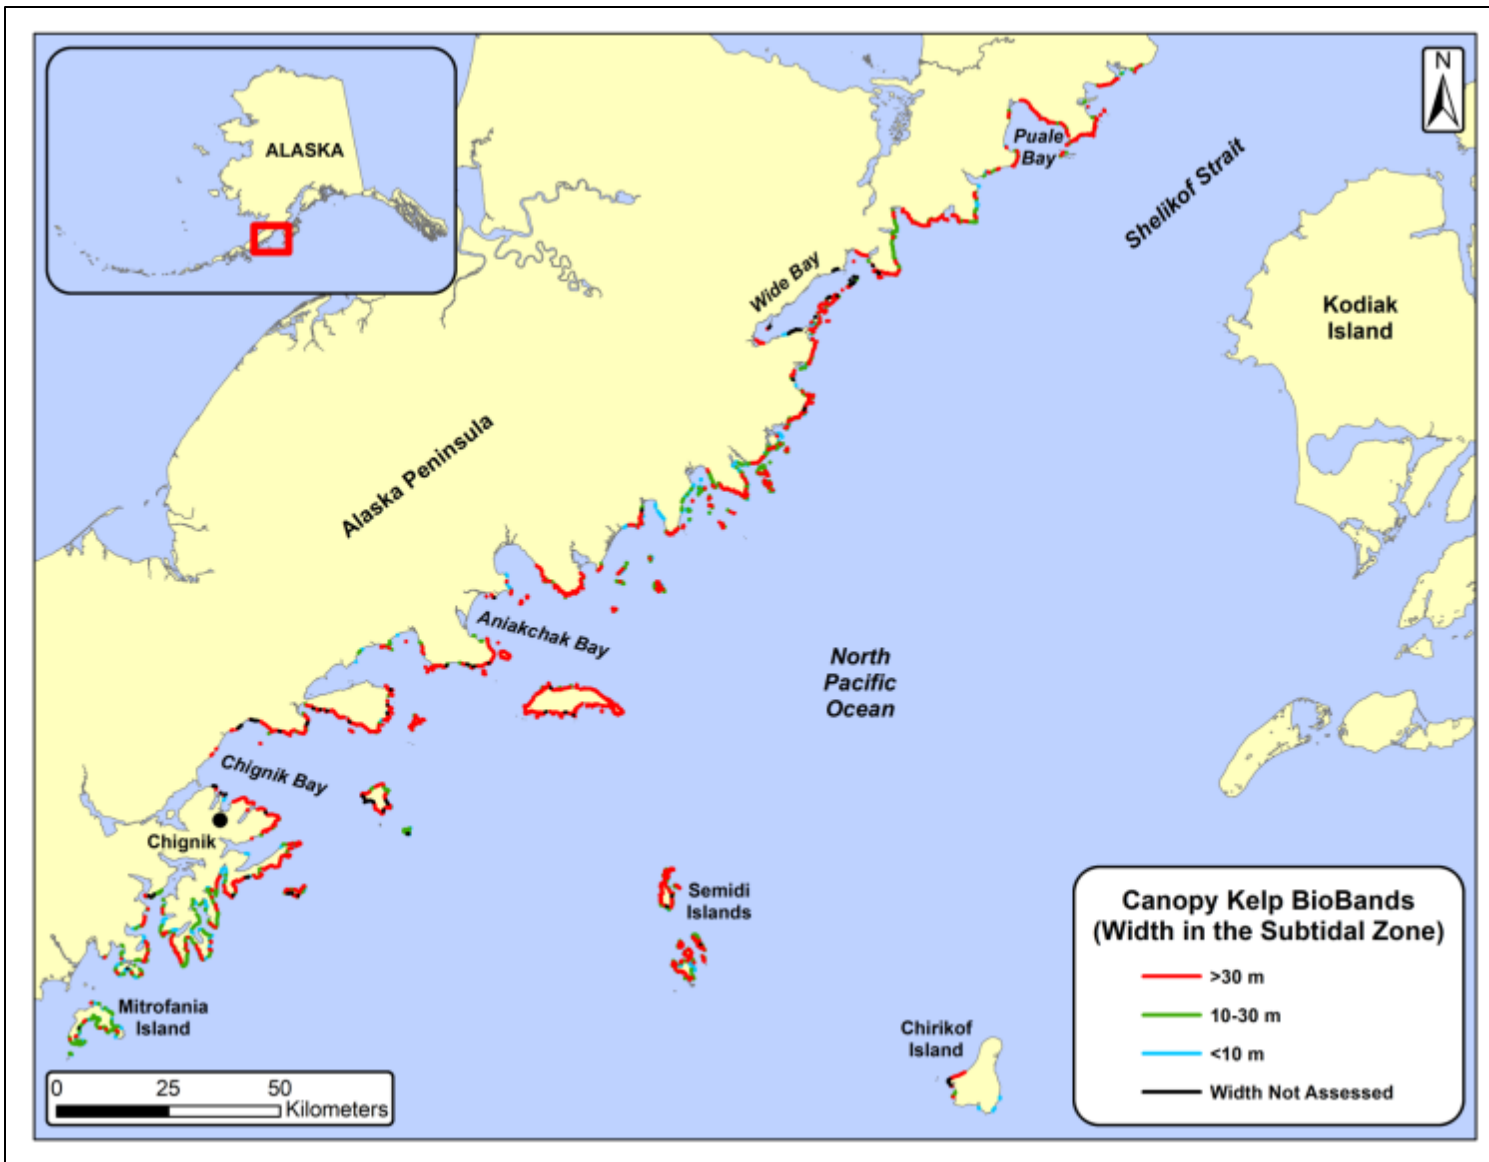 ALASKA
N
Puale
Bay
Shelikof Strait
Wide Bay
Kodiak
Island
Alaska Peninsula
Aniakchak Bay
North
Pacific
Ocean
Chignik Bay
Chignik
Semidi
Islands
Mitrofania
Island
Chirikof
Island
0 25 50
Kilometers
Canopy Kelp BioBands
(Width in the Subtidal Zone)
>30 m
10-30 m
<10 m
Width Not Assessed